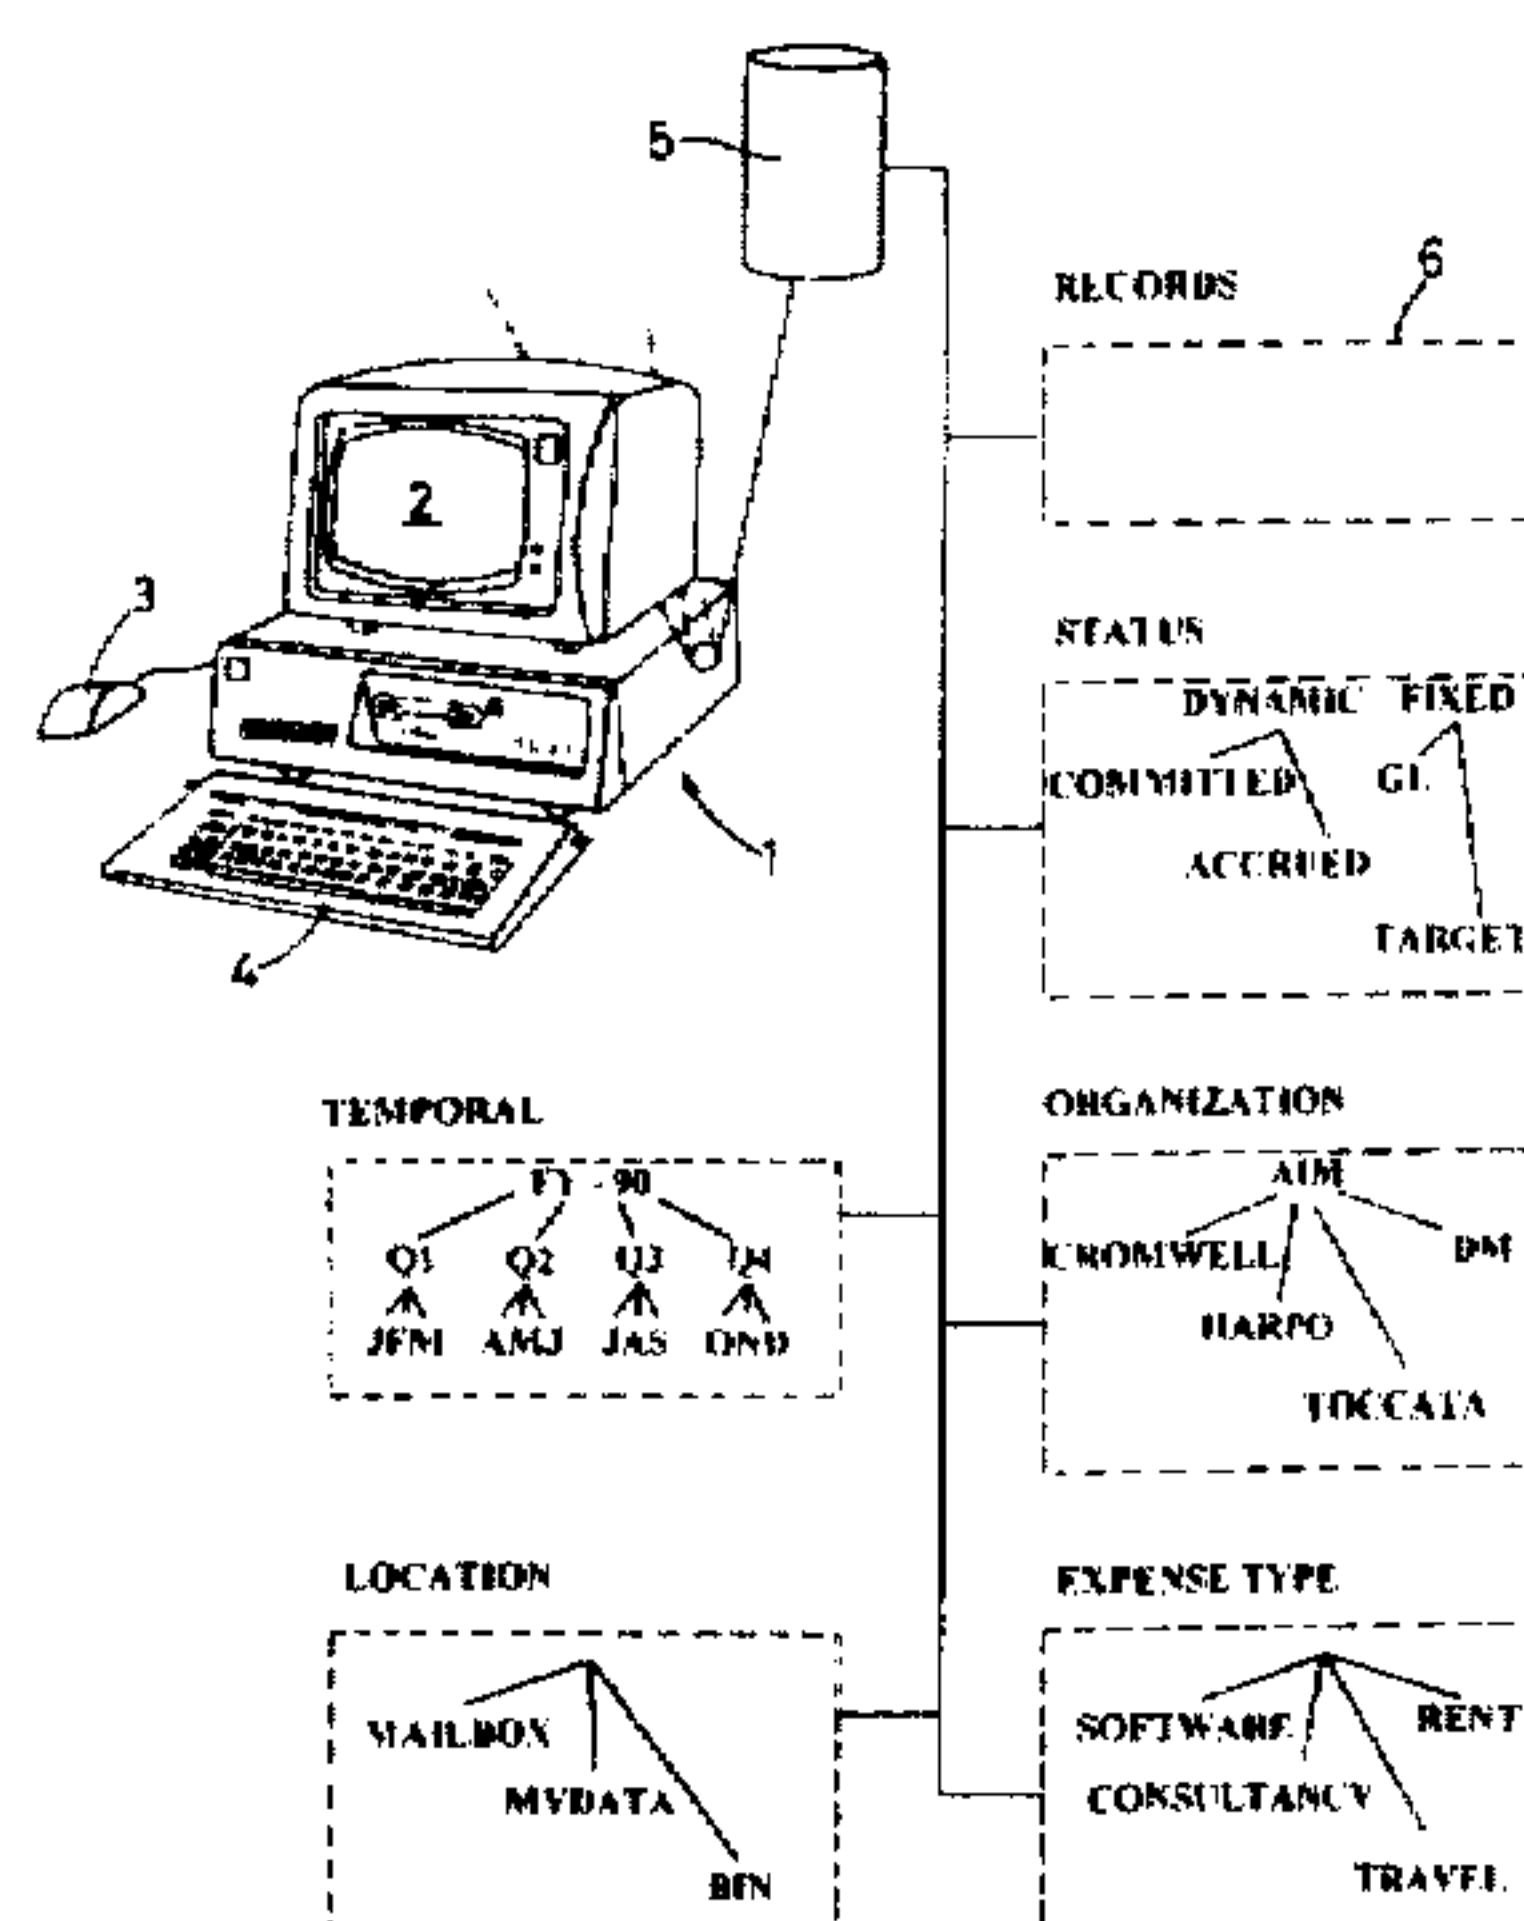 5
6
RECORDS
2
3
STATUS
DYNAMIC FIXED
COMMITTED GL
1
ACCRUED
TARGET
4
TEMPORAL
ORGANIZATION
AIM
Q1 Q2 Q3 Q4
CROMWELL DM
JFM AMJ JAS OND
HARPO
TOCCATA
LOCATION
EXPENSE TYPE
MAILBOX
SOFTWARE RENT
MYDATA
CONSULTANCY
BIN
TRAVEL